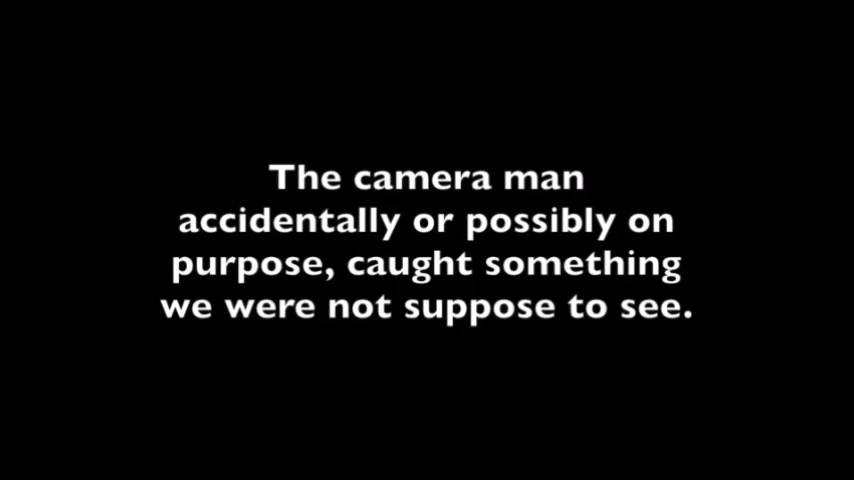 The camera man
accidentally or possibly on
purpose, caught something
we were not suppose to see.